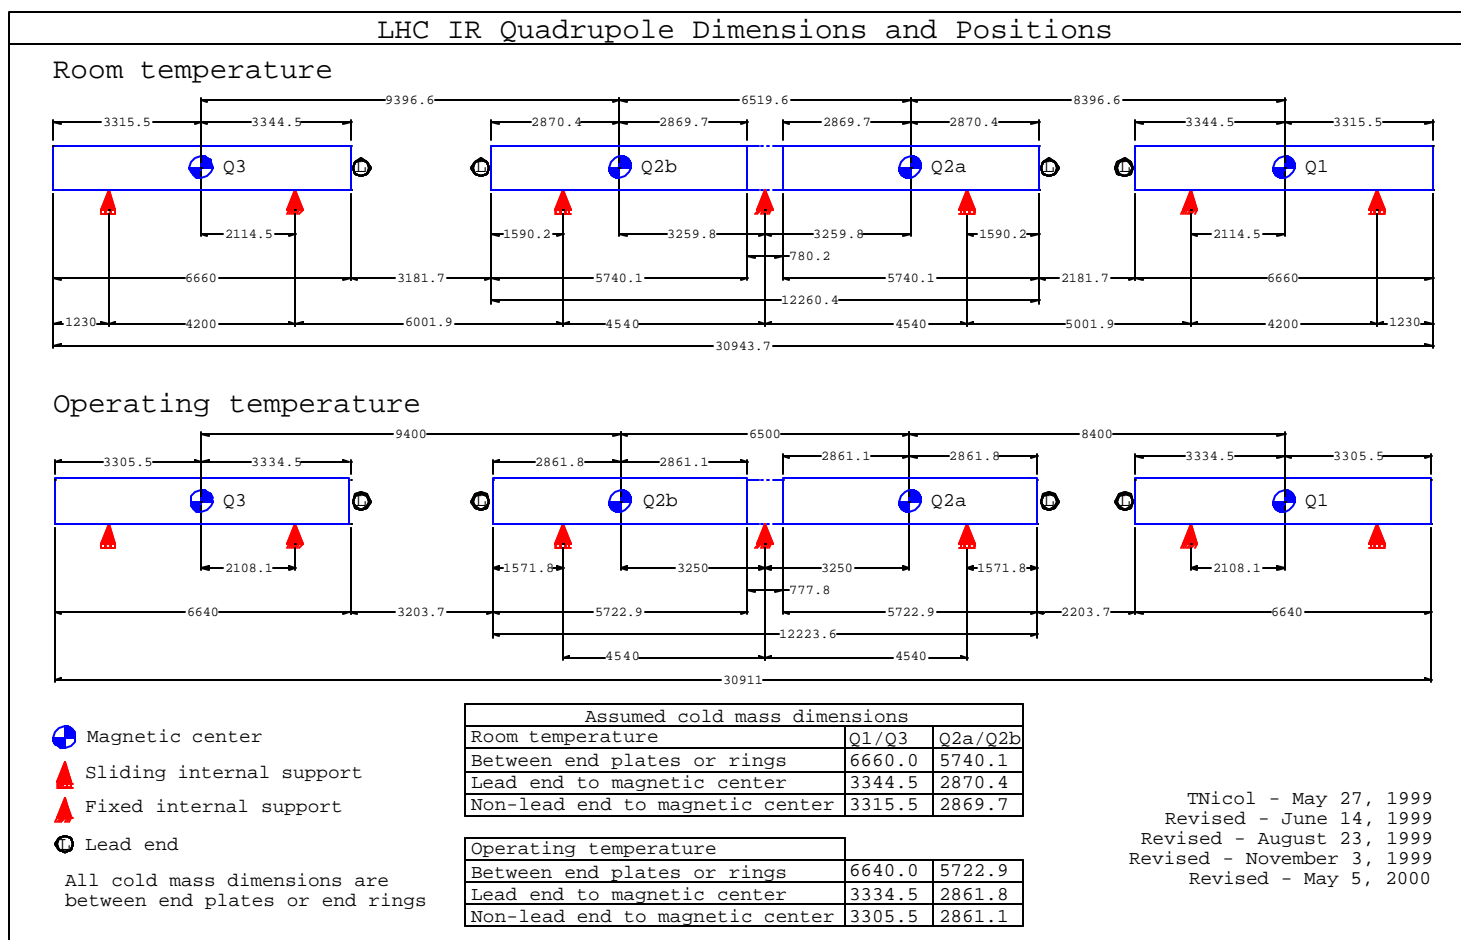 LHC IR Quadrupole Dimensions and Positions
Room temperature
9396.6 6519.6 8396.6
3315.5 3344.5 2870.4 2869.7 2869.7 2870.4 3344.5 3315.5
Q3 L L Q2b Q2a L L Q1
2114.5 1590.2 3259.8 3259.8 1590.2 2114.5
780.2
6660 3181.7 5740.1 5740.1 2181.7 6660
12260.4
1230 4200 6001.9 4540 4540 5001.9 4200 1230
30943.7
Operating temperature
9400 6500 8400
3305.5 3334.5 2861.8 2861.1 2861.1 2861.8 3334.5 3305.5
Q3 L L Q2b Q2a L L Q1
2108.1 1571.8 3250 3250 1571.8 2108.1
777.8
6640 3203.7 5722.9 5722.9 2203.7 6640
12223.6
4540 4540
30911
Magnetic center
Sliding internal support
Fixed internal support
L Lead end
All cold mass dimensions are
between end plates or end rings
Assumed cold mass dimensions
Room temperature Q1/Q3 Q2a/Q2b
Between end plates or rings 6660.0 5740.1
Lead end to magnetic center 3344.5 2870.4
Non-lead end to magnetic center 3315.5 2869.7
Operating temperature
Between end plates or rings 6640.0 5722.9
Lead end to magnetic center 3334.5 2861.8
Non-lead end to magnetic center 3305.5 2861.1
TNicol - May 27, 1999
Revised - June 14, 1999
Revised - August 23, 1999
Revised - November 3, 1999
Revised - May 5, 2000